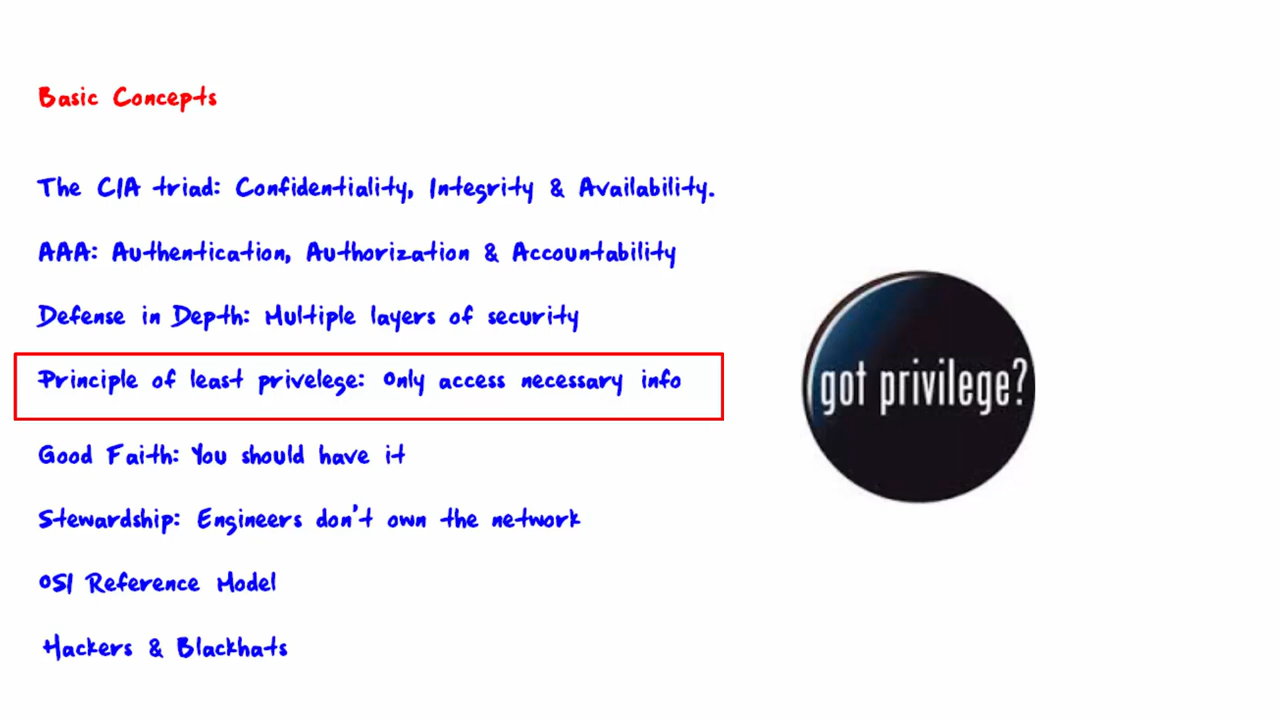 Basic Concepts
The CIA triad: Confidentiality, Integrity & Availability.
AAA: Authentication, Authorization & Accountability
Defense in Depth: Multiple layers of security
Principle of least privelege: Only access necessary info
got privilege?
Good Faith: You should have it
Stewardship: Engineers don't own the network
OSI Reference Model
Hackers & Blackhats